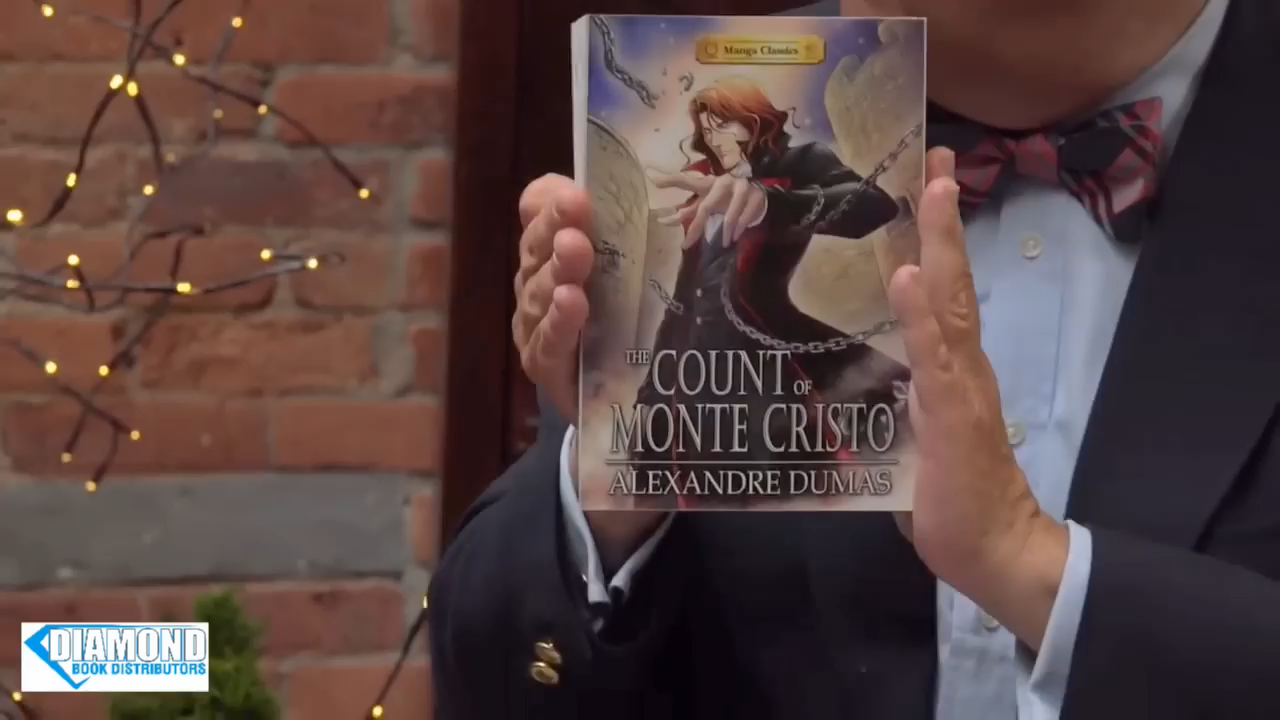 Manga Classics
THE COUNT OF
MONTE CRISTO
ALEXANDRE DUMAS
DIAMOND
BOOK DISTRIBUTORS